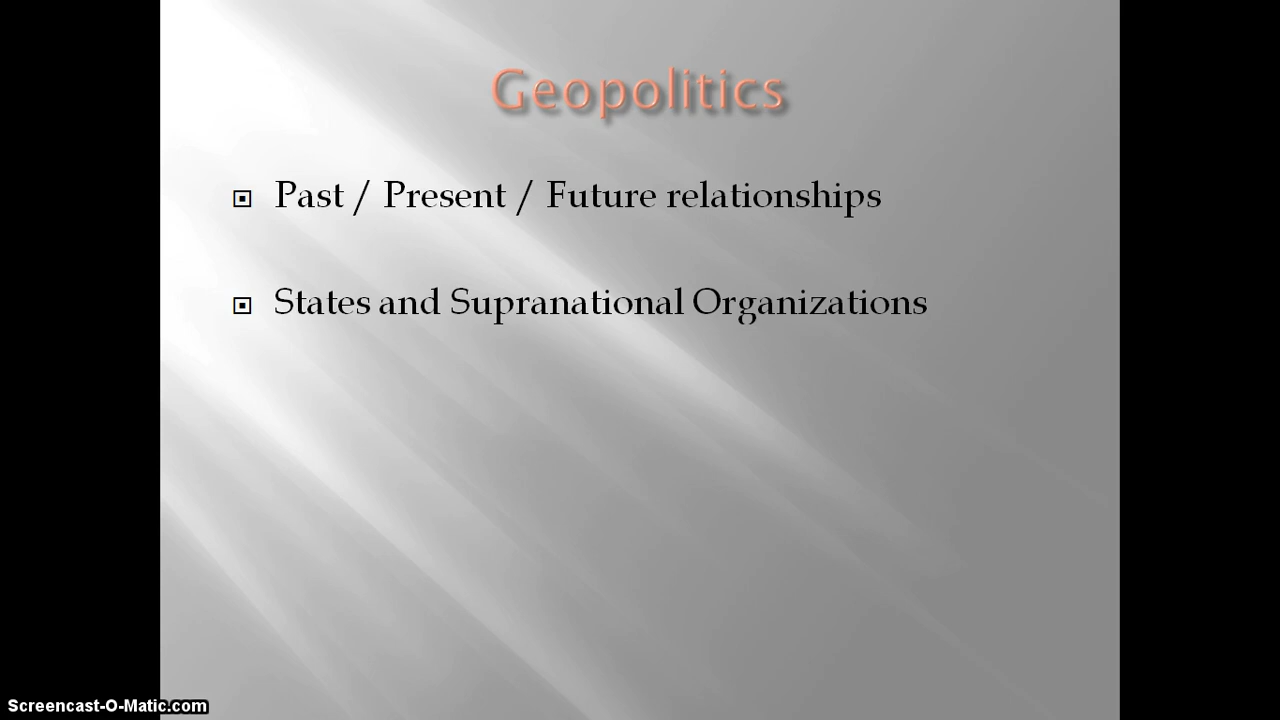 Geopolitics
Past / Present / Future relationships
States and Supranational Organizations
Screencast-O-Matic.com